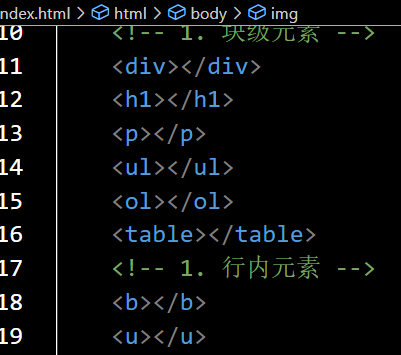 ndex.html > html > body > img
10 <!-- 1. 块级元素 -->
11 <div></div>
12 <h1></h1>
13 <p></p>
14 <ul></ul>
15 <ol></ol>
16 <table></table>
17 <!-- 1. 行内元素 -->
18 <b></b>
19 <u></u>